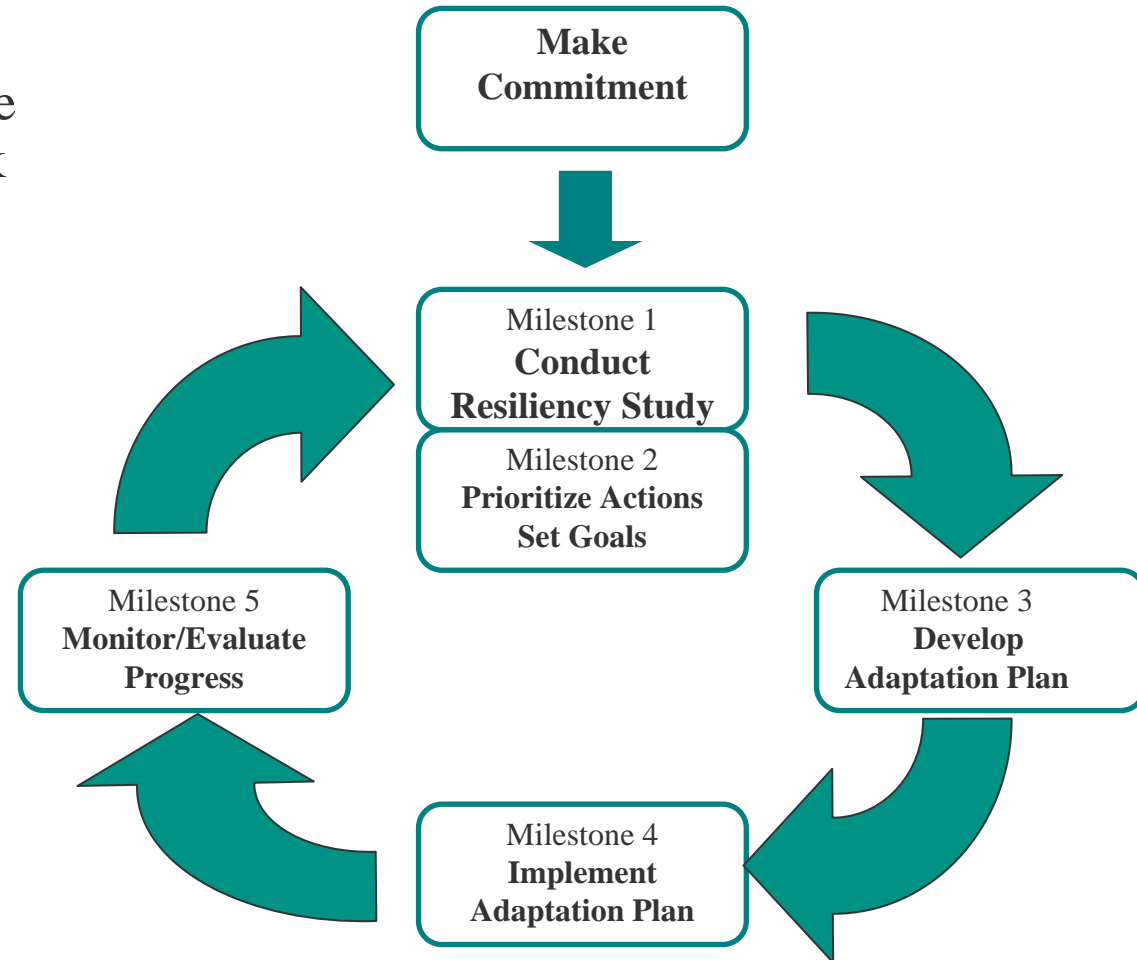 Make
Commitment
Milestone 1
Conduct
Resiliency Study
Milestone 2
Prioritize Actions
Set Goals
Milestone 3
Develop
Adaptation Plan
Milestone 4
Implement
Adaptation Plan
Milestone 5
Monitor/Evaluate
Progress